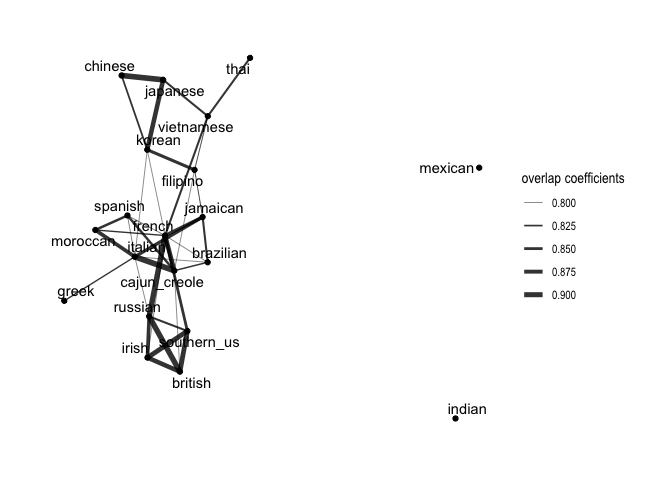 thai
chinese
japanese
vietnamese
korean
mexican
filipino
overlap coefficients
0.800
0.825
0.850
0.875
0.900
spanish
jamaican
french
moroccan
italian
brazilian
cajun_creole
greek
russian
southern_us
irish
british
indian